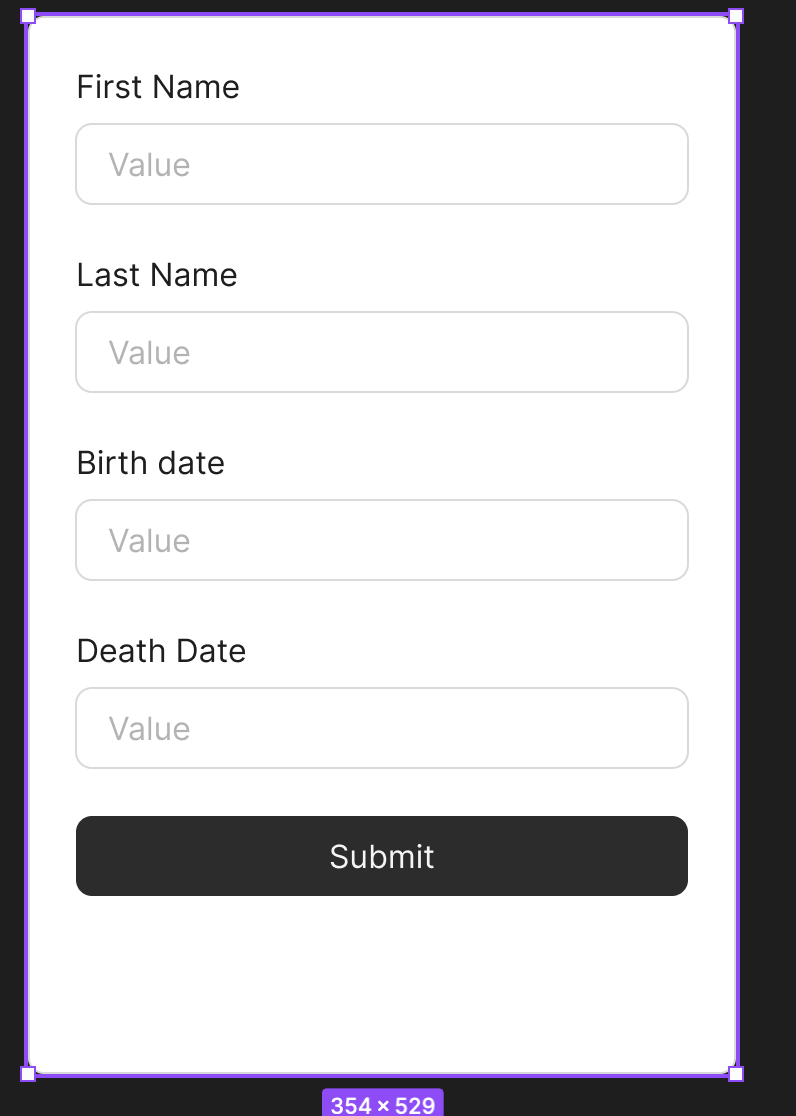 First Name
Value
Last Name
Value
Birth date
Value
Death Date
Value
Submit
354 × 529